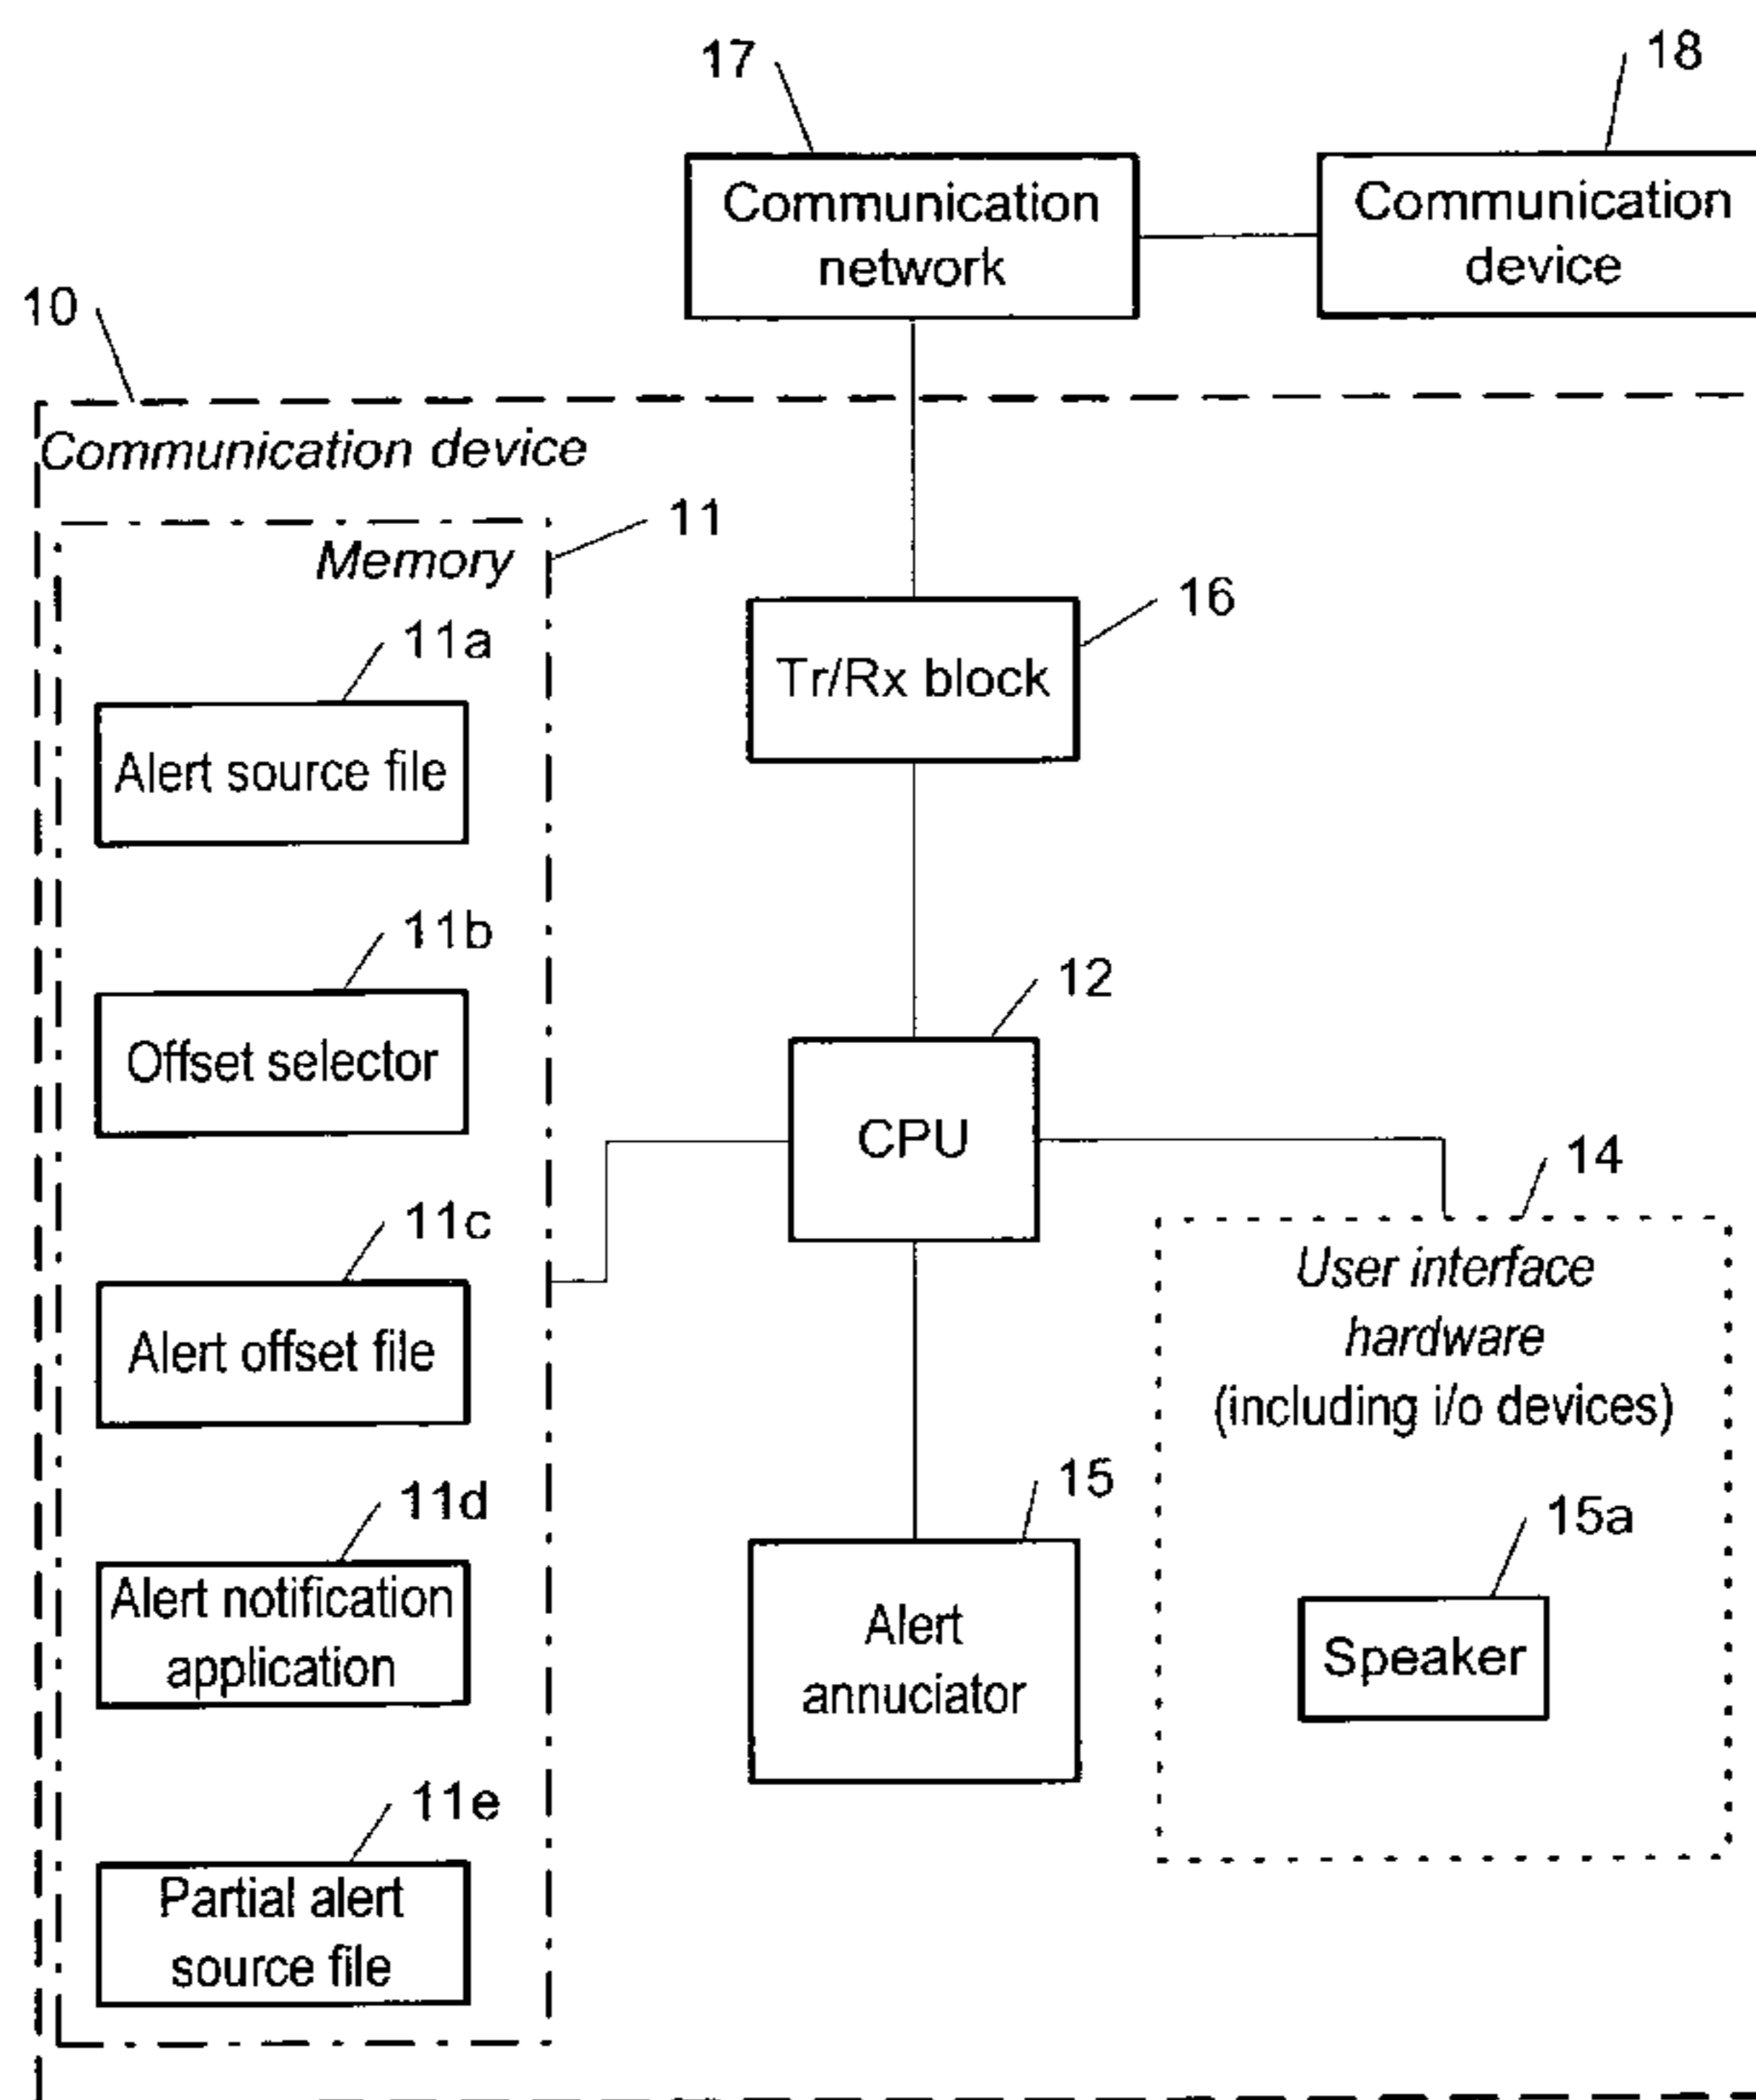 17
18
Communication
network
Communication
device
10
Communication device
11
Memory
16
11a
Tr/Rx block
Alert source file
11b
12
Offset selector
CPU
14
11c
User interface
hardware
(including i/o devices)
Alert offset file
15
11d
15a
Alert notification
application
Alert
annuciator
Speaker
11e
Partial alert
source file